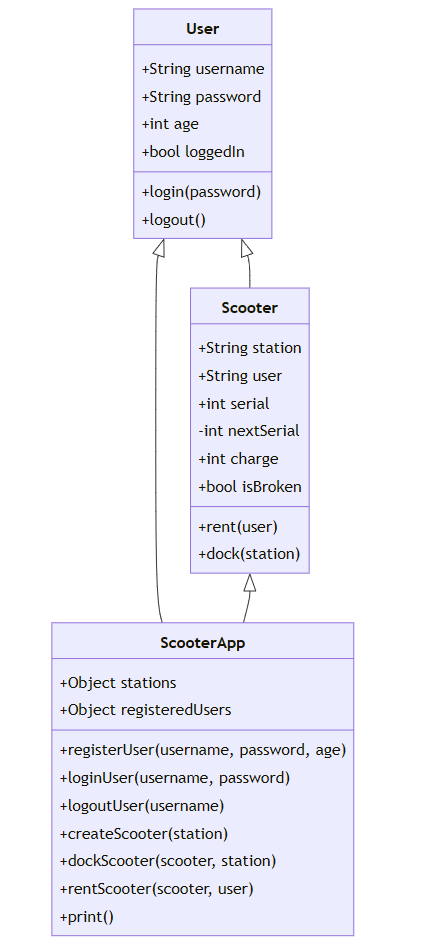 User
+String username
+String password
+int age
+bool loggedIn
+login(password)
+logout()
Scooter
+String station
+String user
+int serial
-int nextSerial
+int charge
+bool isBroken
+rent(user)
+dock(station)
ScooterApp
+Object stations
+Object registeredUsers
+registerUser(username, password, age)
+loginUser(username, password)
+logoutUser(username)
+createScooter(station)
+dockScooter(scooter, station)
+rentScooter(scooter, user)
+print()